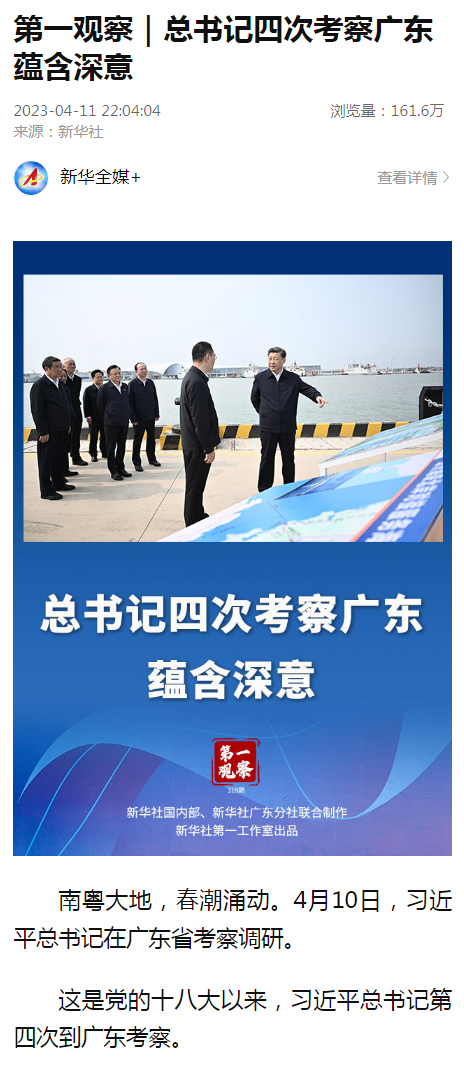 第一观察｜总书记四次考察广东
蕴含深意
2023-04-11 22:04:04
浏览量：161.6万
来源：新华社
新华全媒+
查看详情
总书记四次考察广东
蕴含深意
第一
观察
319期
新华社国内部、新华社广东分社联合制作
新华社第一工作室出品
南粤大地，春潮涌动。4月10日，习近
平总书记在广东省考察调研。
这是党的十八大以来，习近平总书记第
四次到广东考察。